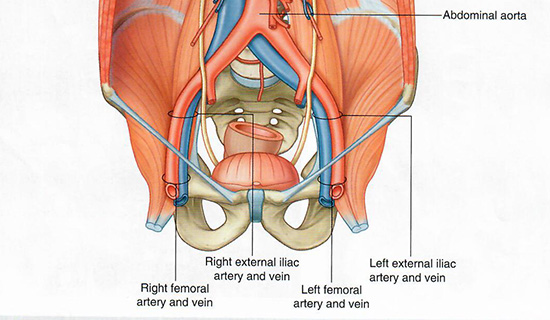 Abdominal aorta
Right external iliac
artery and vein
Left external iliac
artery and vein
Right femoral
artery and vein
Left femoral
artery and vein